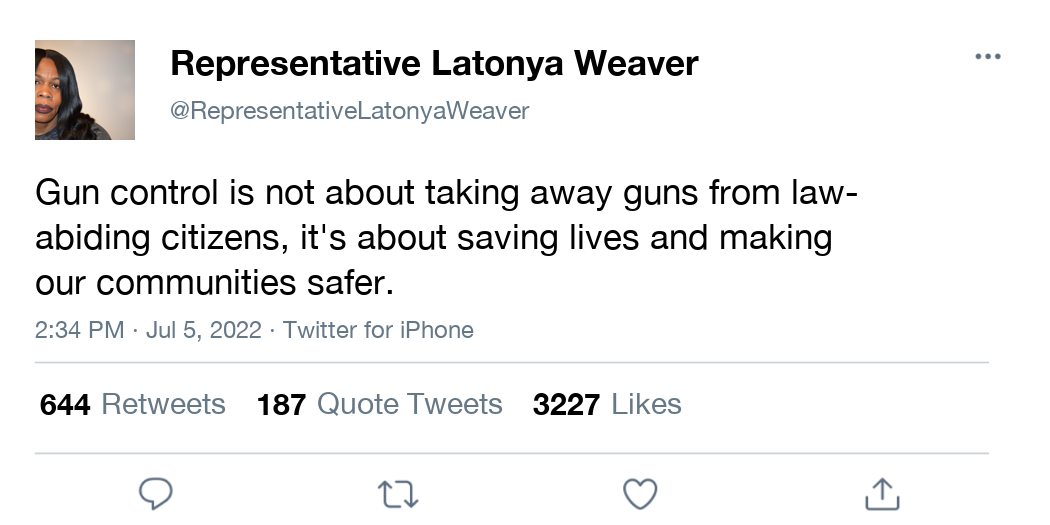 Representative Latonya Weaver
@RepresentativeLatonyaWeaver
Gun control is not about taking away guns from law-
abiding citizens, it's about saving lives and making
our communities safer.
2:34 PM · Jul 5, 2022 · Twitter for iPhone
644 Retweets 187 Quote Tweets 3227 Likes